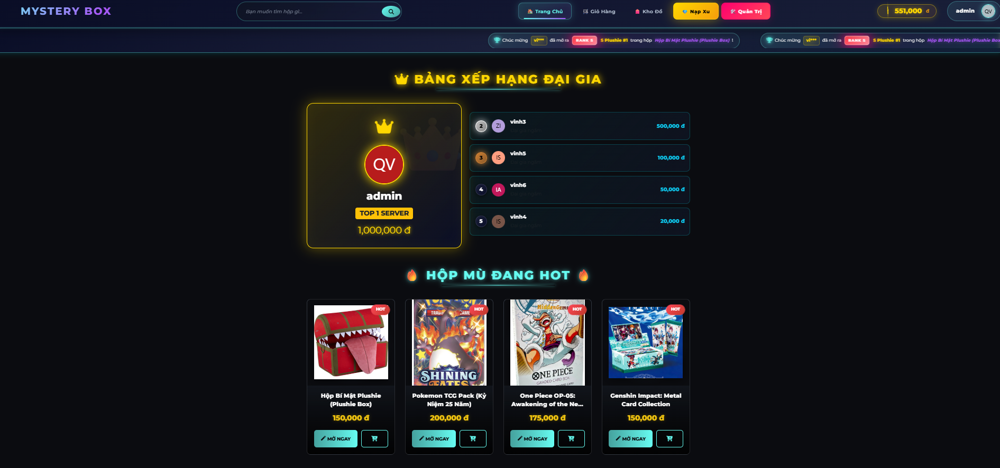 MYSTERY BOX
Bạn muốn tìm hộp gì...
Trang Chủ
Giỏ Hàng
Kho Đồ
Nạp Xu
Quản Trị
551,000 đ
admin
QV
Chúc mừng vi*** đã mở ra RANK S S Plushie #1 trong hộp Hộp Bí Mật Plushie (Plushie Box) !
Chúc mừng vi*** đã mở ra RANK S S Plushie #1 trong hộp Hộp Bí Mật Plushie (Plushie Box
BẢNG XẾP HẠNG ĐẠI GIA
QV
admin
TOP 1 SERVER
1,000,000 đ
2 ZI vinh3
Đại gia ngầm
500,000 đ
3 IS vinh5
Đại gia ngầm
100,000 đ
4 IA vinh6
Đại gia ngầm
50,000 đ
5 IS vinh4
Đại gia ngầm
20,000 đ
HỘP MÙ ĐANG HOT
HOT
Hộp Bí Mật Plushie
(Plushie Box)
150,000 đ
MỞ NGAY
HOT
SHINING
FATES
Pokemon TCG Pack (Kỷ
Niệm 25 Năm)
200,000 đ
MỞ NGAY
HiddenGems
HOT
ONE PIECE
GRADED CARD BOX
One Piece OP-05:
Awakening of the Ne...
175,000 đ
MỞ NGAY
IMPACT
HOT
Genshin Impact: Metal
Card Collection
150,000 đ
MỞ NGAY